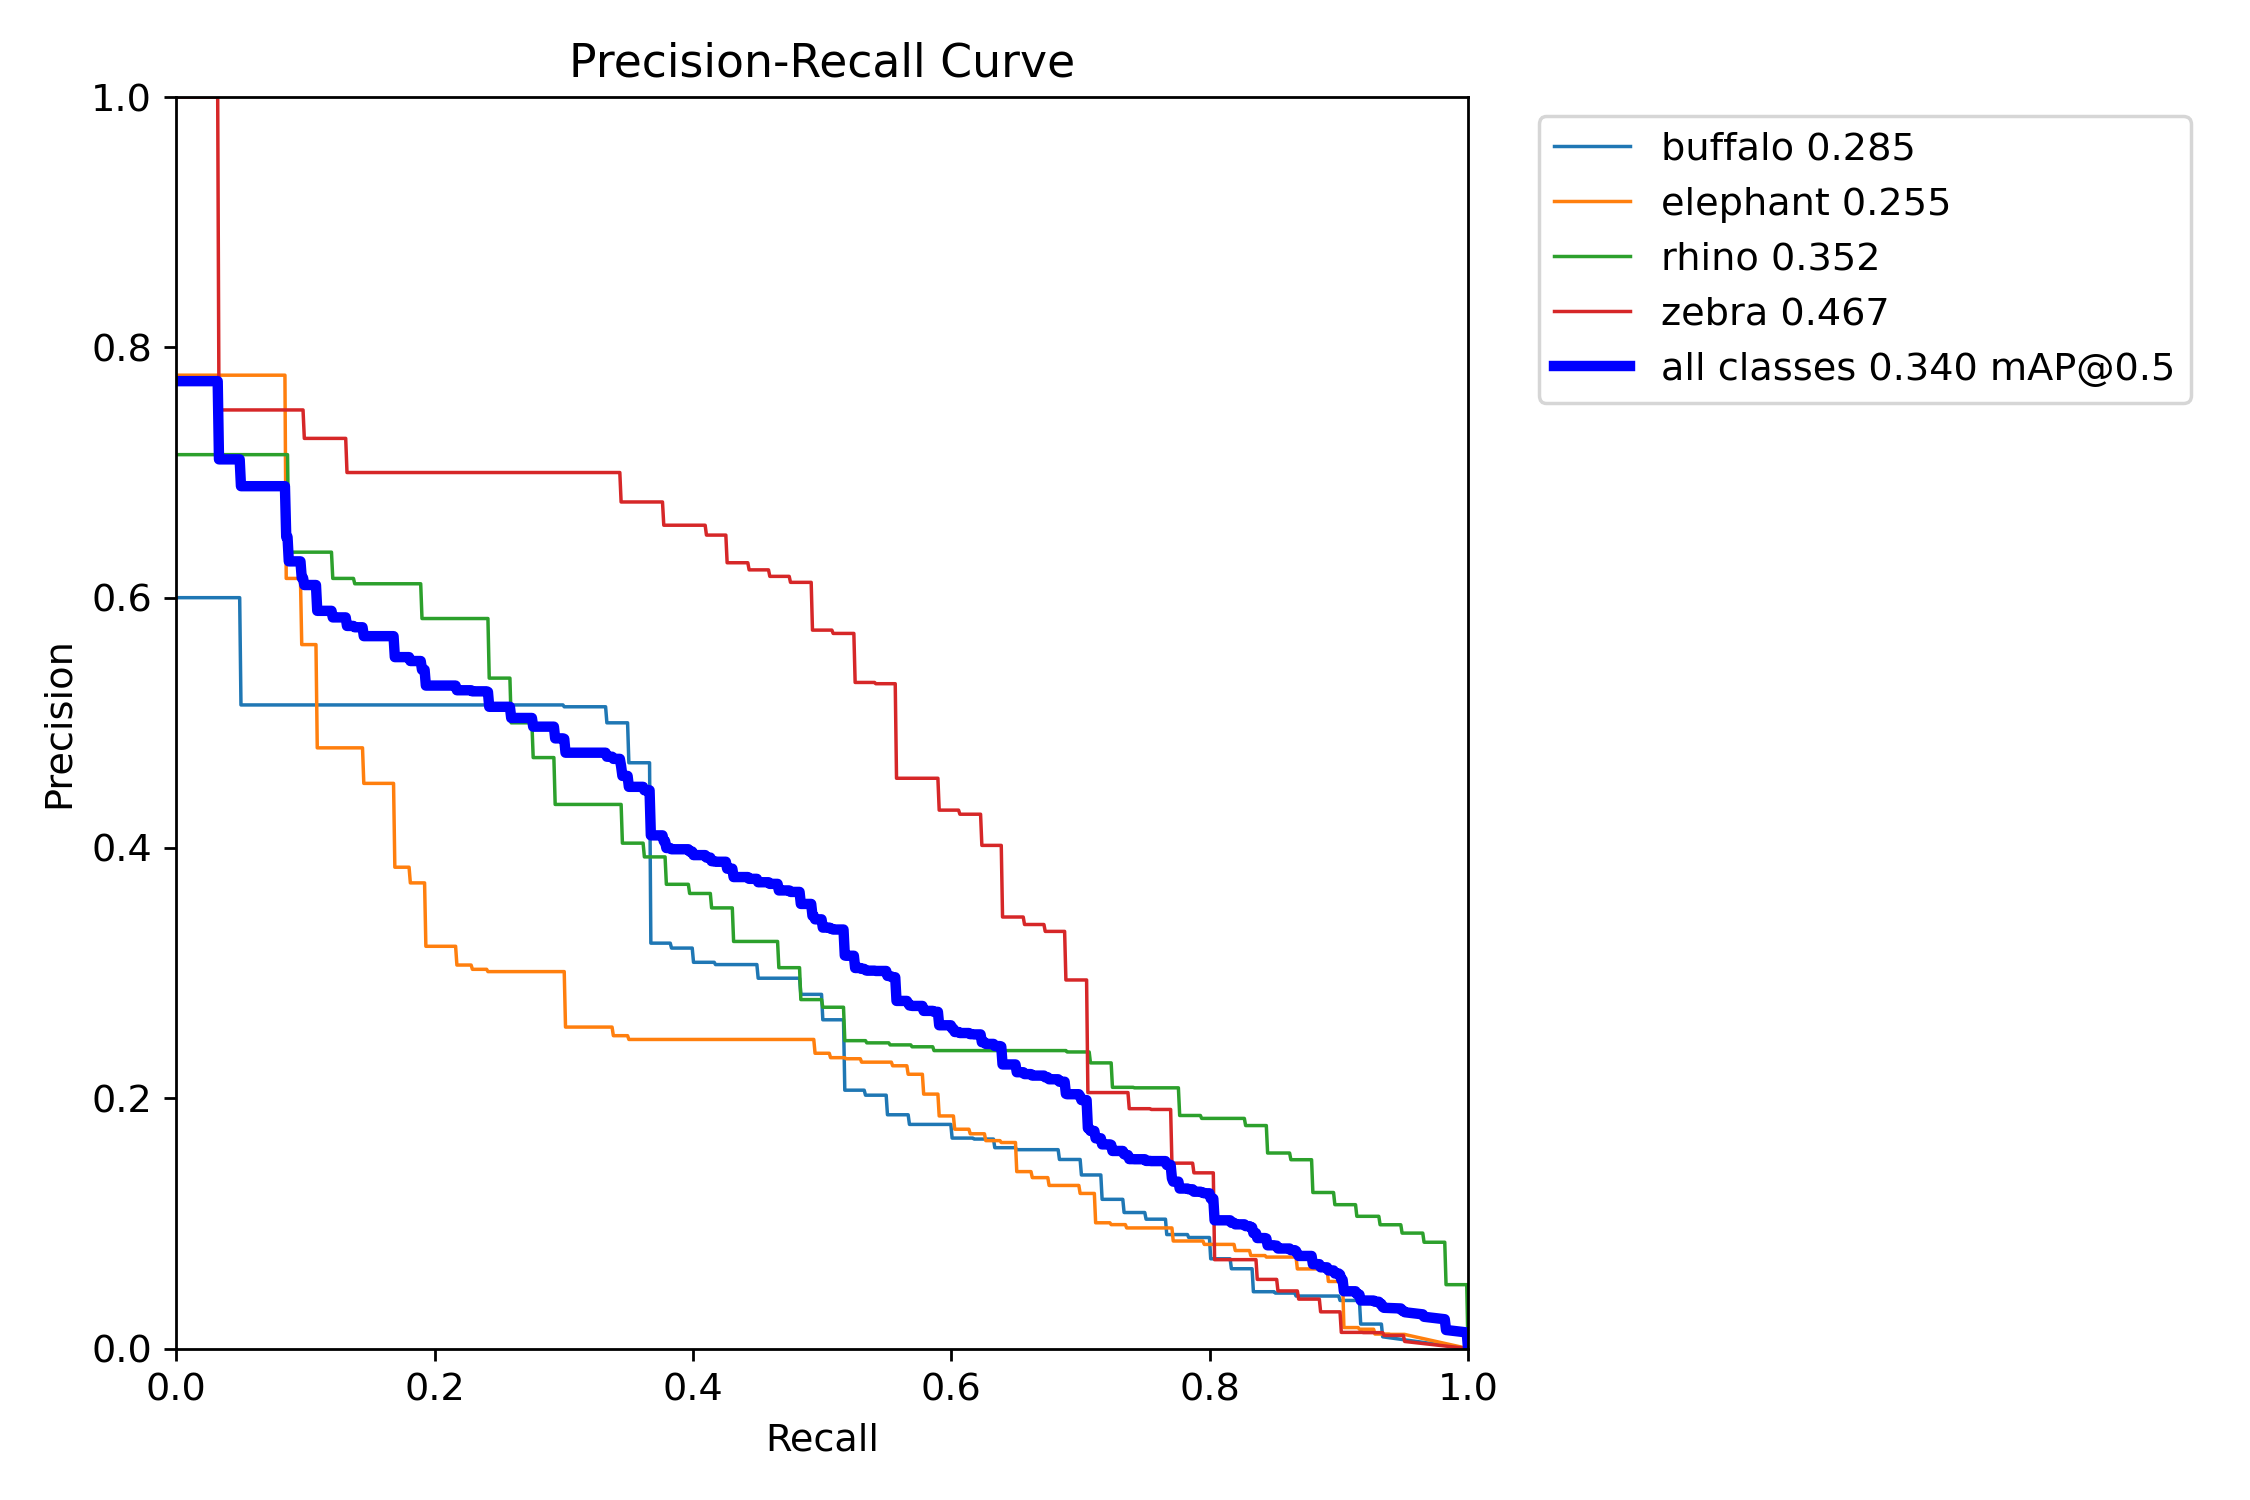 Precision-Recall Curve
1.0
0.8
0.6
0.4
0.2
0.0
Precision
0.0 0.2 0.4 0.6 0.8 1.0
Recall
buffalo 0.285
elephant 0.255
rhino 0.352
zebra 0.467
all classes 0.340 mAP@0.5